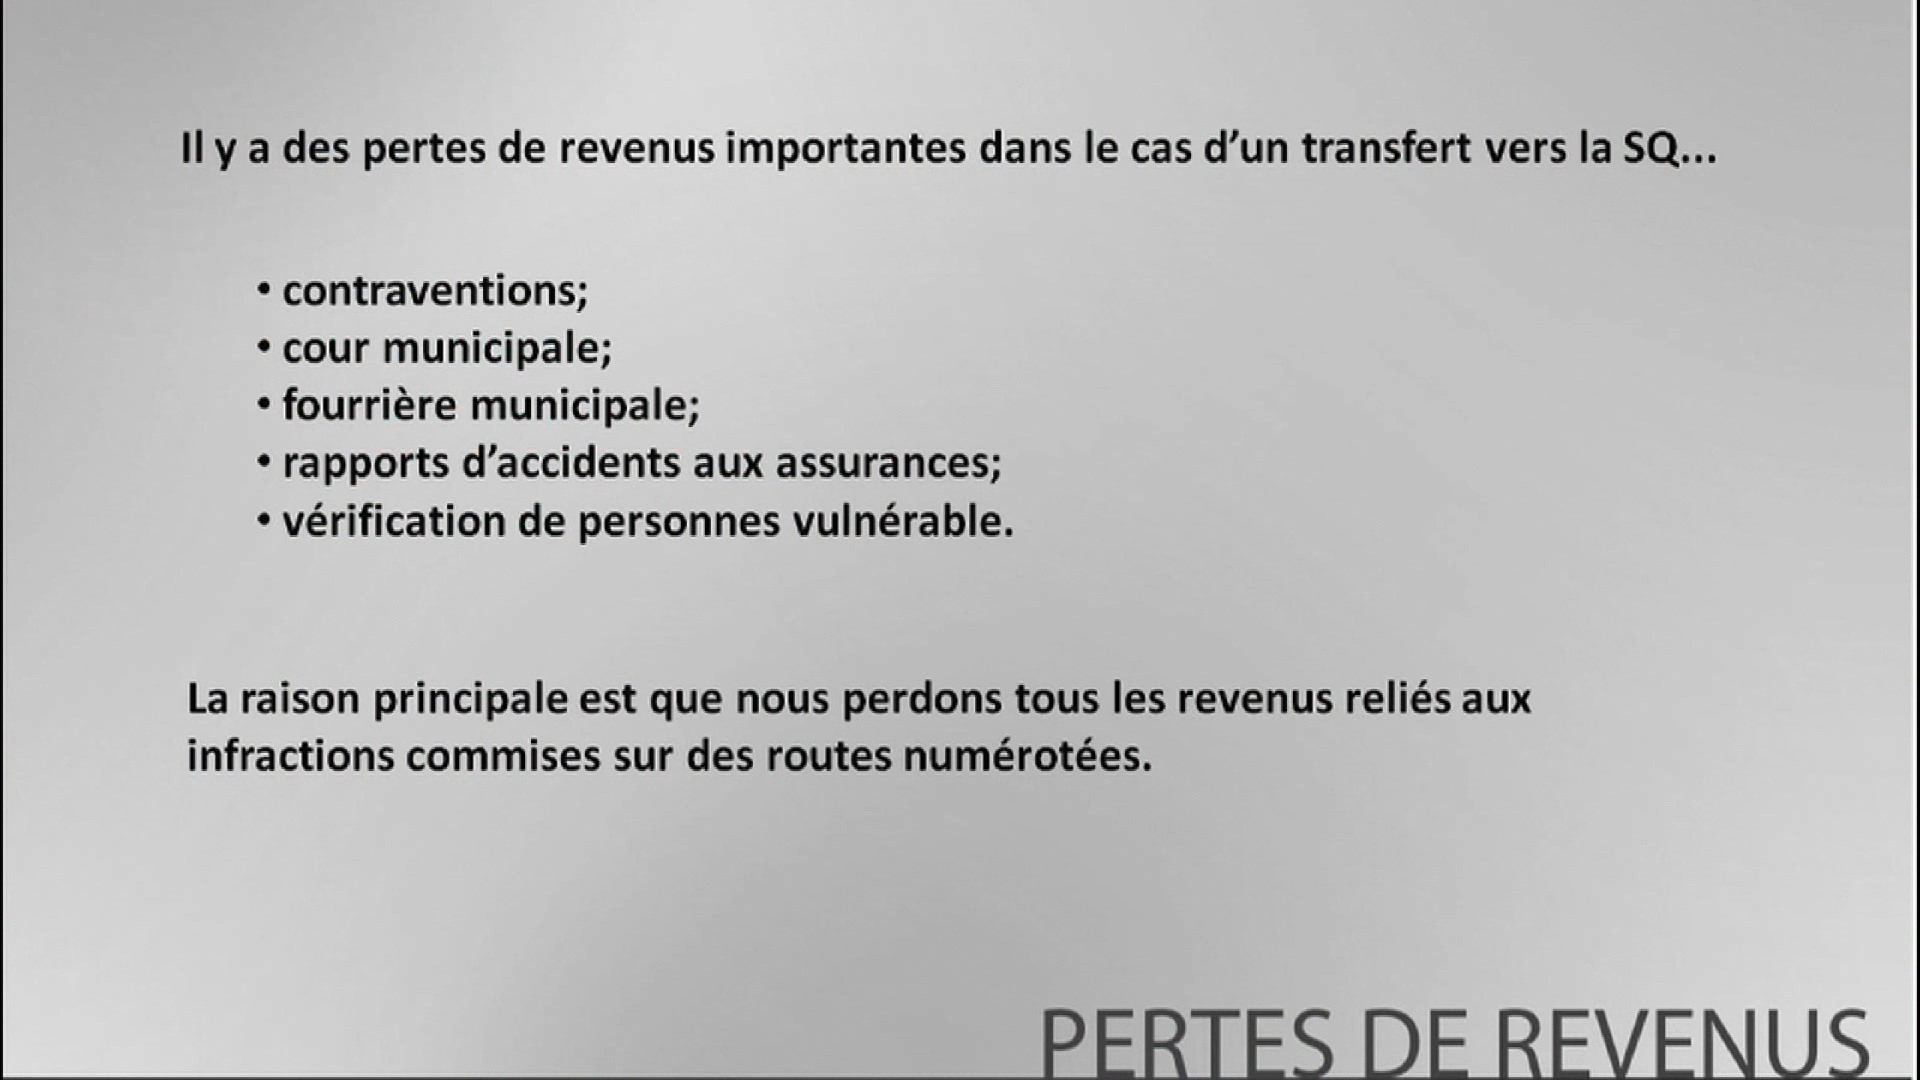 Il y a des pertes de revenus importantes dans le cas d’un transfert vers la SQ...
• contraventions;
• cour municipale;
• fourrière municipale;
• rapports d’accidents aux assurances;
• vérification de personnes vulnérable.
La raison principale est que nous perdons tous les revenus reliés aux
infractions commises sur des routes numérotées.
PERTES DE REVENUS